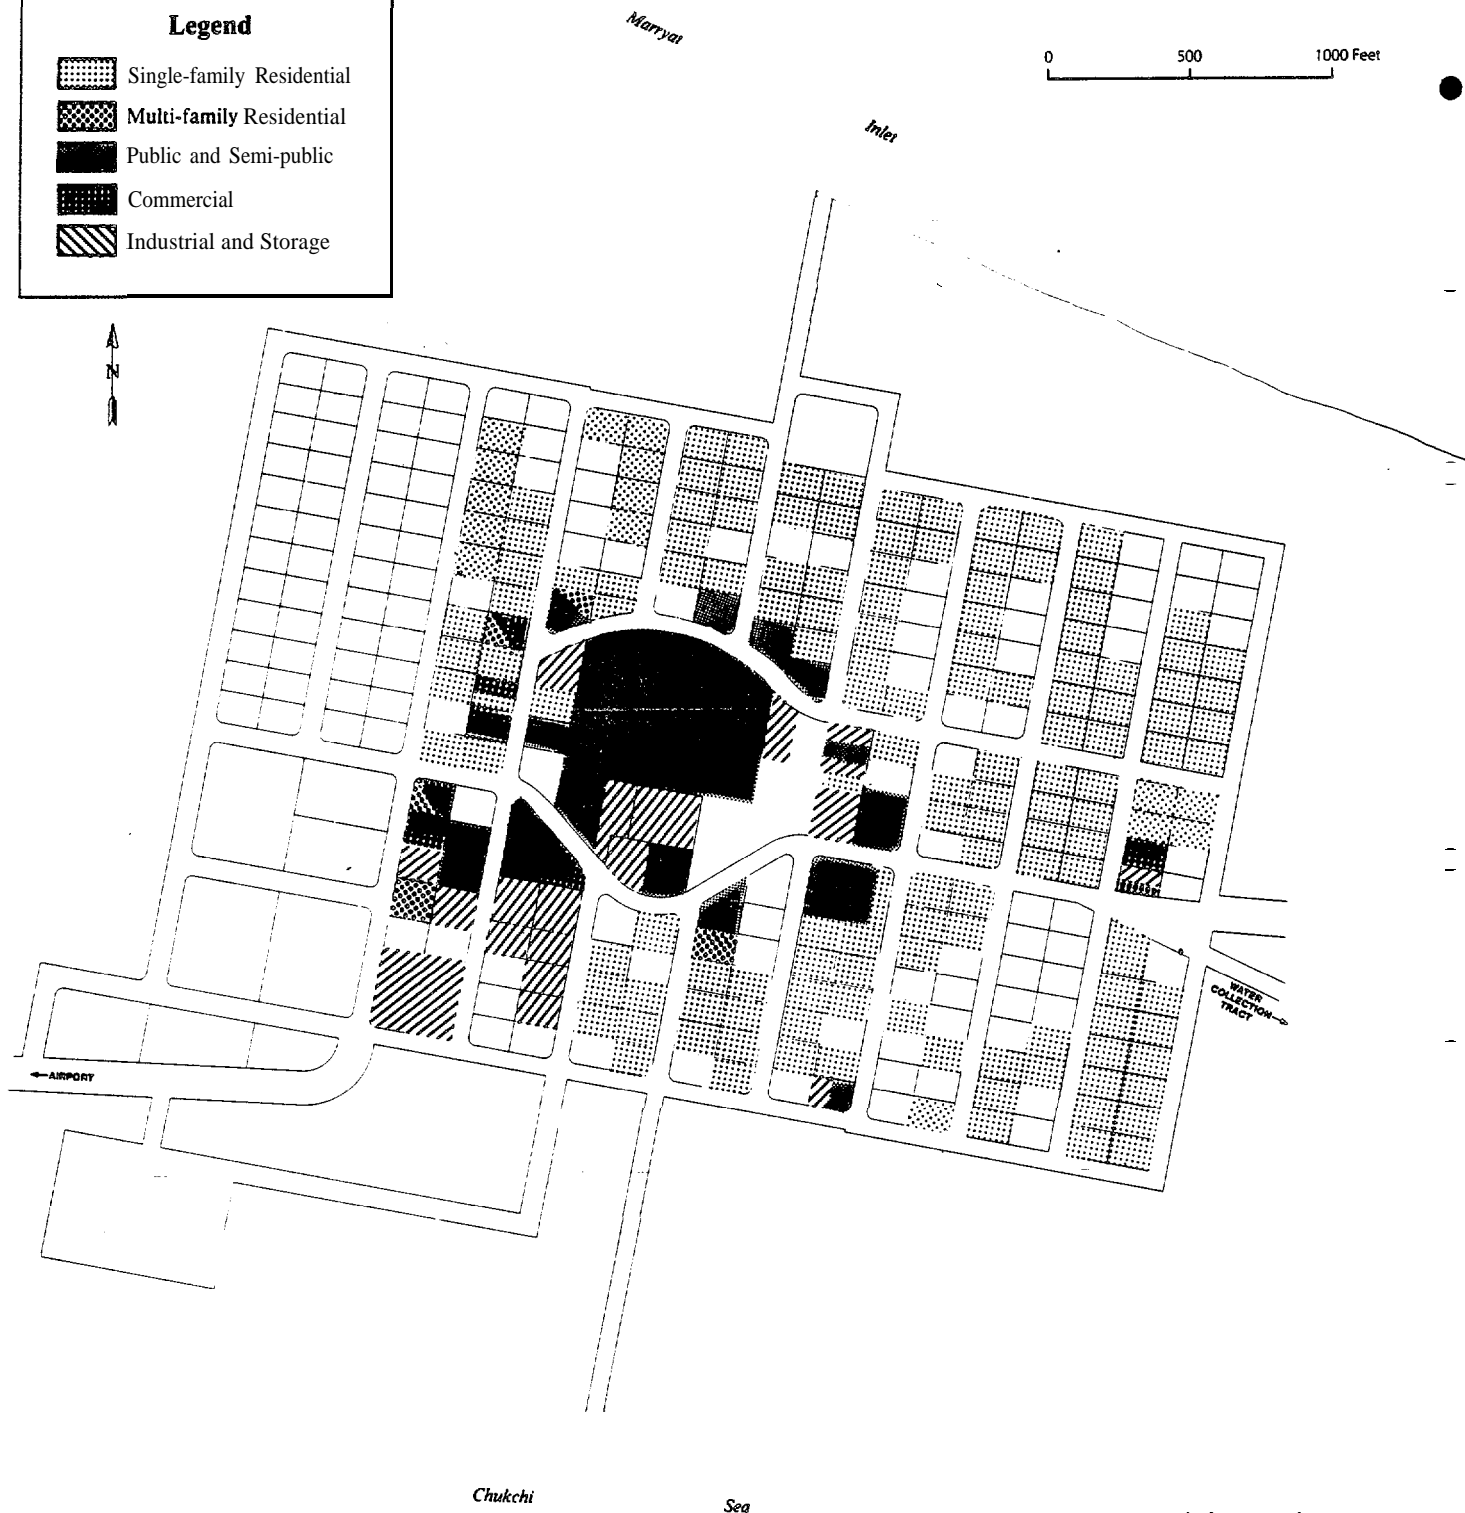 Legend
Single-family Residential
Multi-family Residential
Public and Semi-public
Commercial
Industrial and Storage
Marryat
Inlet
0 500 1000 Feet
N
WATER
COLLECTION
TRACT
AIRPORT
Chukchi Sea